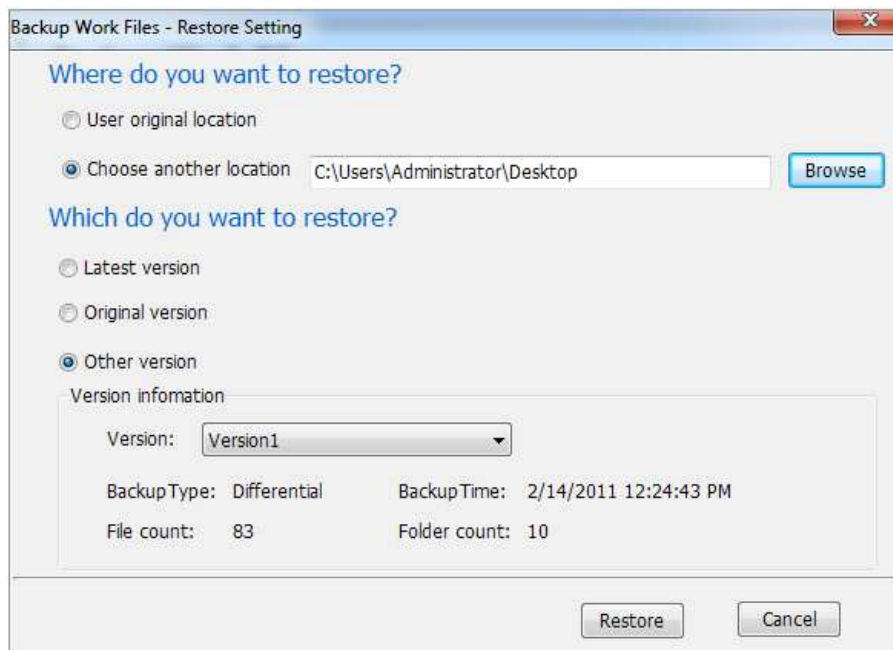 Backup Work Files - Restore Setting
Where do you want to restore?
User original location
Choose another location C:\Users\Administrator\Desktop Browse
Which do you want to restore?
Latest version
Original version
Other version
Version infomation
Version: Version1
BackupType: Differential BackupTime: 2/14/2011 12:24:43 PM
File count: 83 Folder count: 10
Restore Cancel